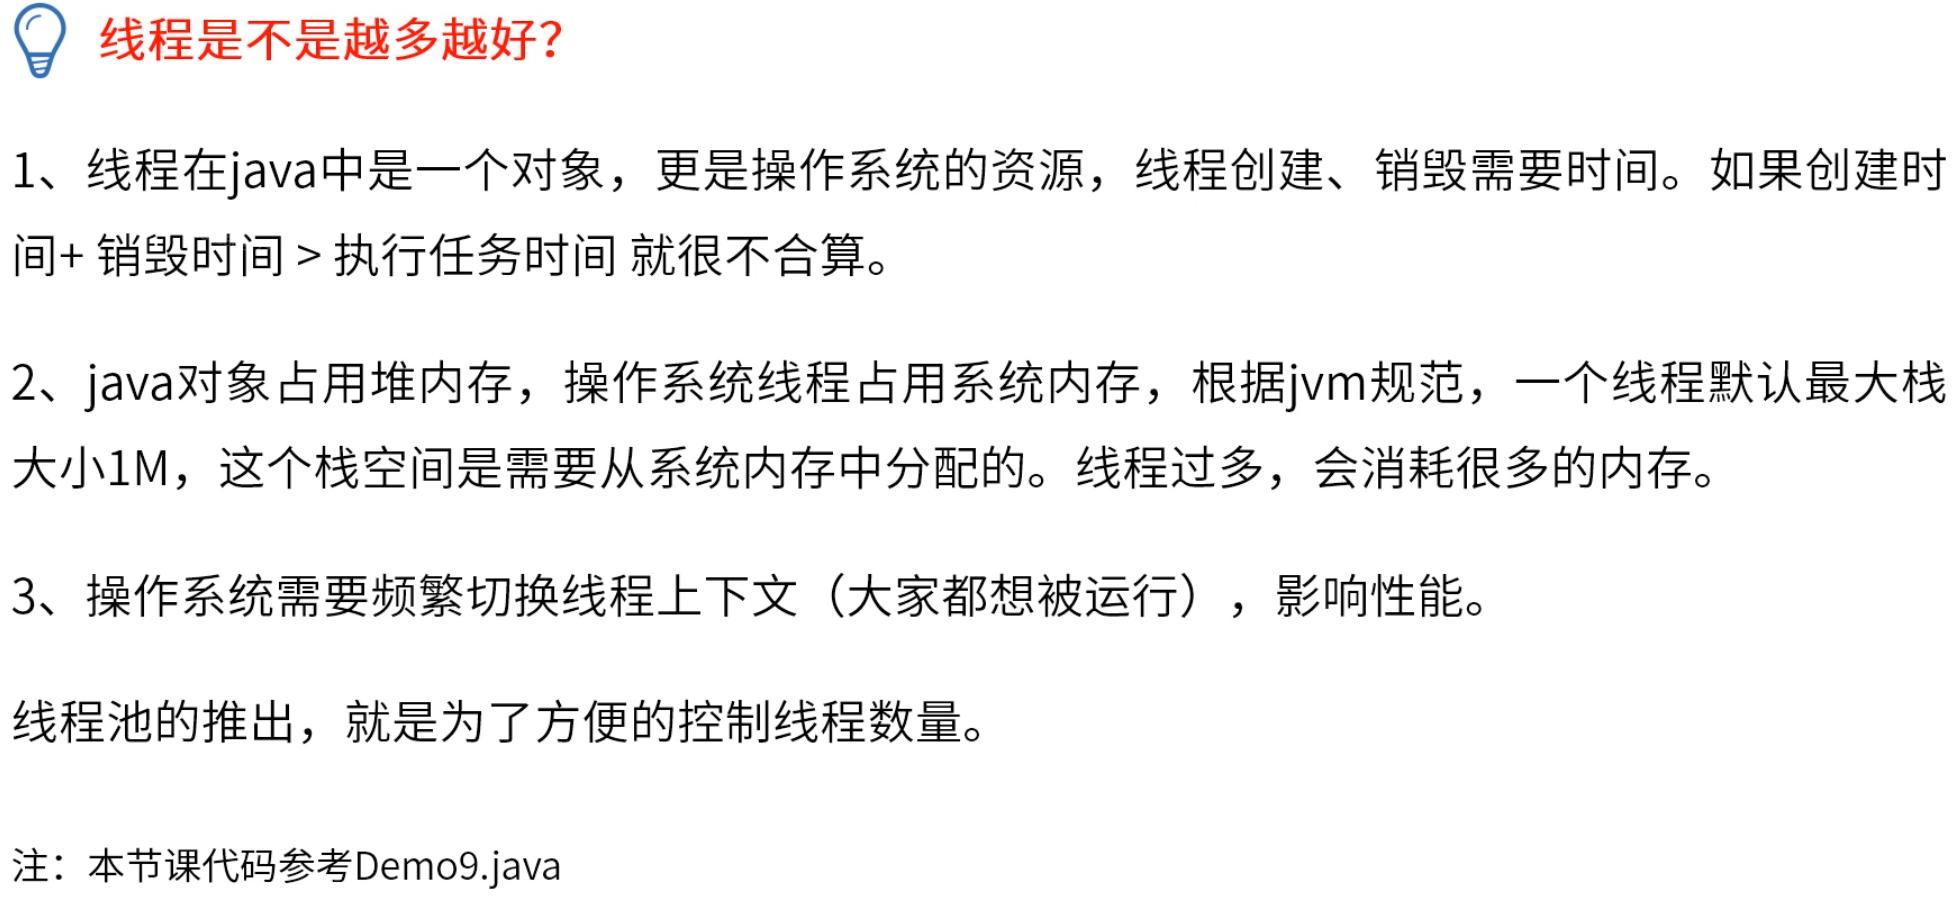 线程是不是越多越好？
1、线程在java中是一个对象，更是操作系统的资源，线程创建、销毁需要时间。如果创建时
间+ 销毁时间 > 执行任务时间 就很不合算。
2、java对象占用堆内存，操作系统线程占用系统内存，根据jvm规范，一个线程默认最大栈
大小1M，这个栈空间是需要从系统内存中分配的。线程过多，会消耗很多的内存。
3、操作系统需要频繁切换线程上下文（大家都想被运行），影响性能。
线程池的推出，就是为了方便的控制线程数量。
注：本节课代码参考Demo9.java